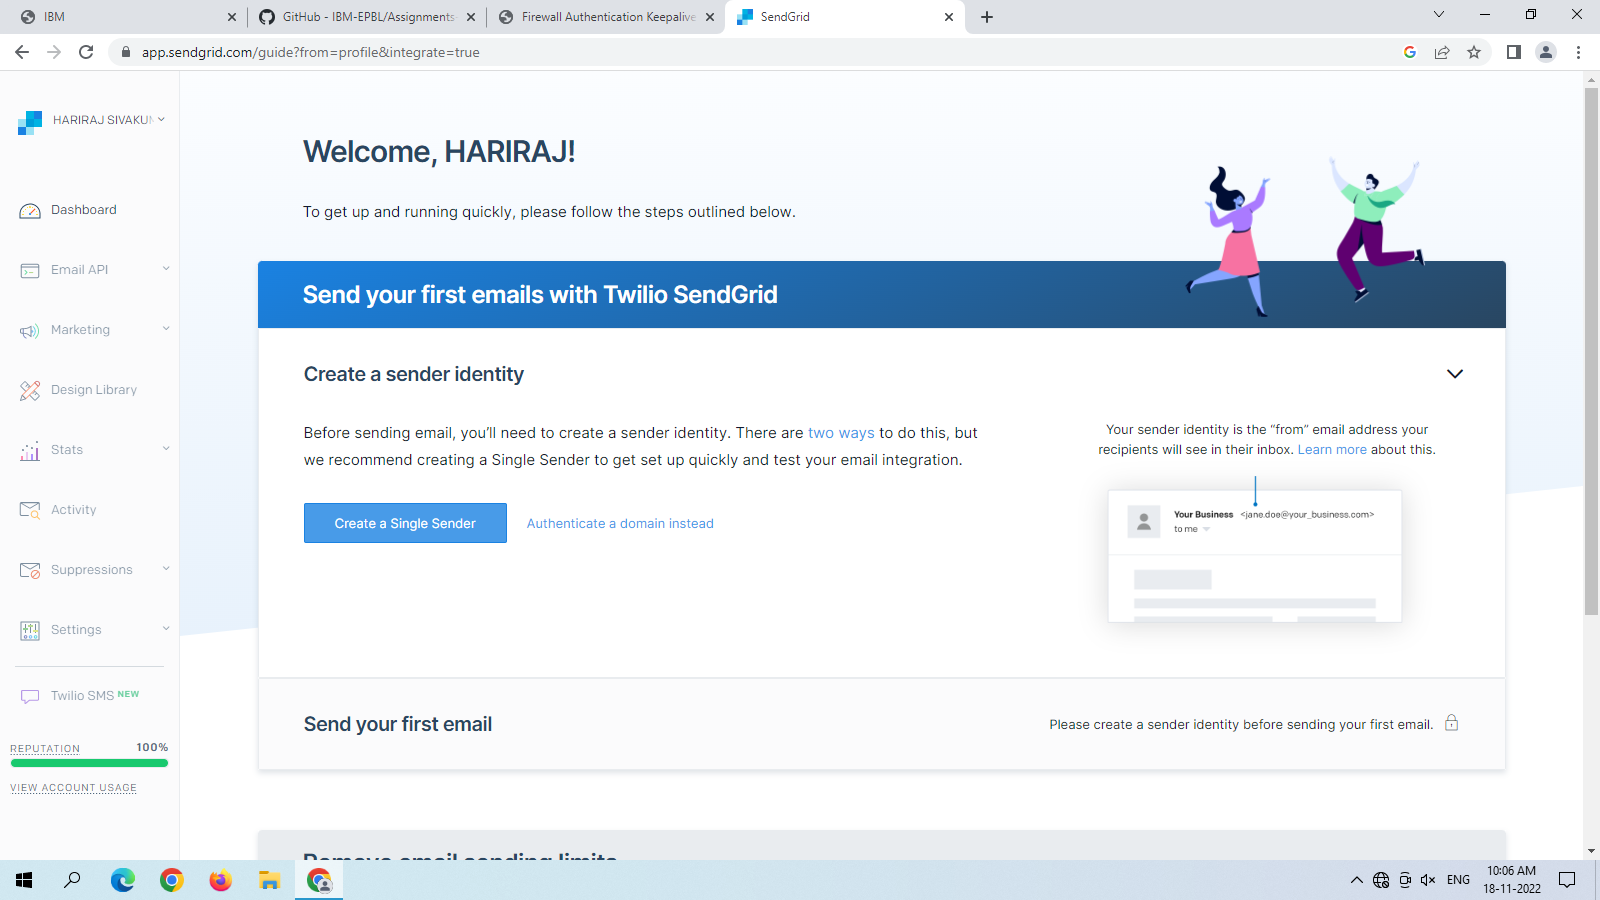 IBM
GitHub - IBM-EPBL/Assignments-
Firewall Authentication Keepalive
SendGrid
app.sendgrid.com/guide?from=profile&integrate=true
HARIRAJ SIVAKUM
Dashboard
Email API
Marketing
Design Library
Stats
Activity
Suppressions
Settings
Twilio SMS NEW
REPUTATION 100%
VIEW ACCOUNT USAGE
Welcome, HARIRAJ!
To get up and running quickly, please follow the steps outlined below.
Send your first emails with Twilio SendGrid
Create a sender identity
Before sending email, you'll need to create a sender identity. There are two ways to do this, but
we recommend creating a Single Sender to get set up quickly and test your email integration.
Create a Single Sender
Authenticate a domain instead
Your sender identity is the “from” email address your
recipients will see in their inbox. Learn more about this.
Your Business <jane.doe@your_business.com>
to me
Send your first email
Please create a sender identity before sending your first email.
Remove email sending limits
ENG
10:06 AM
18-11-2022